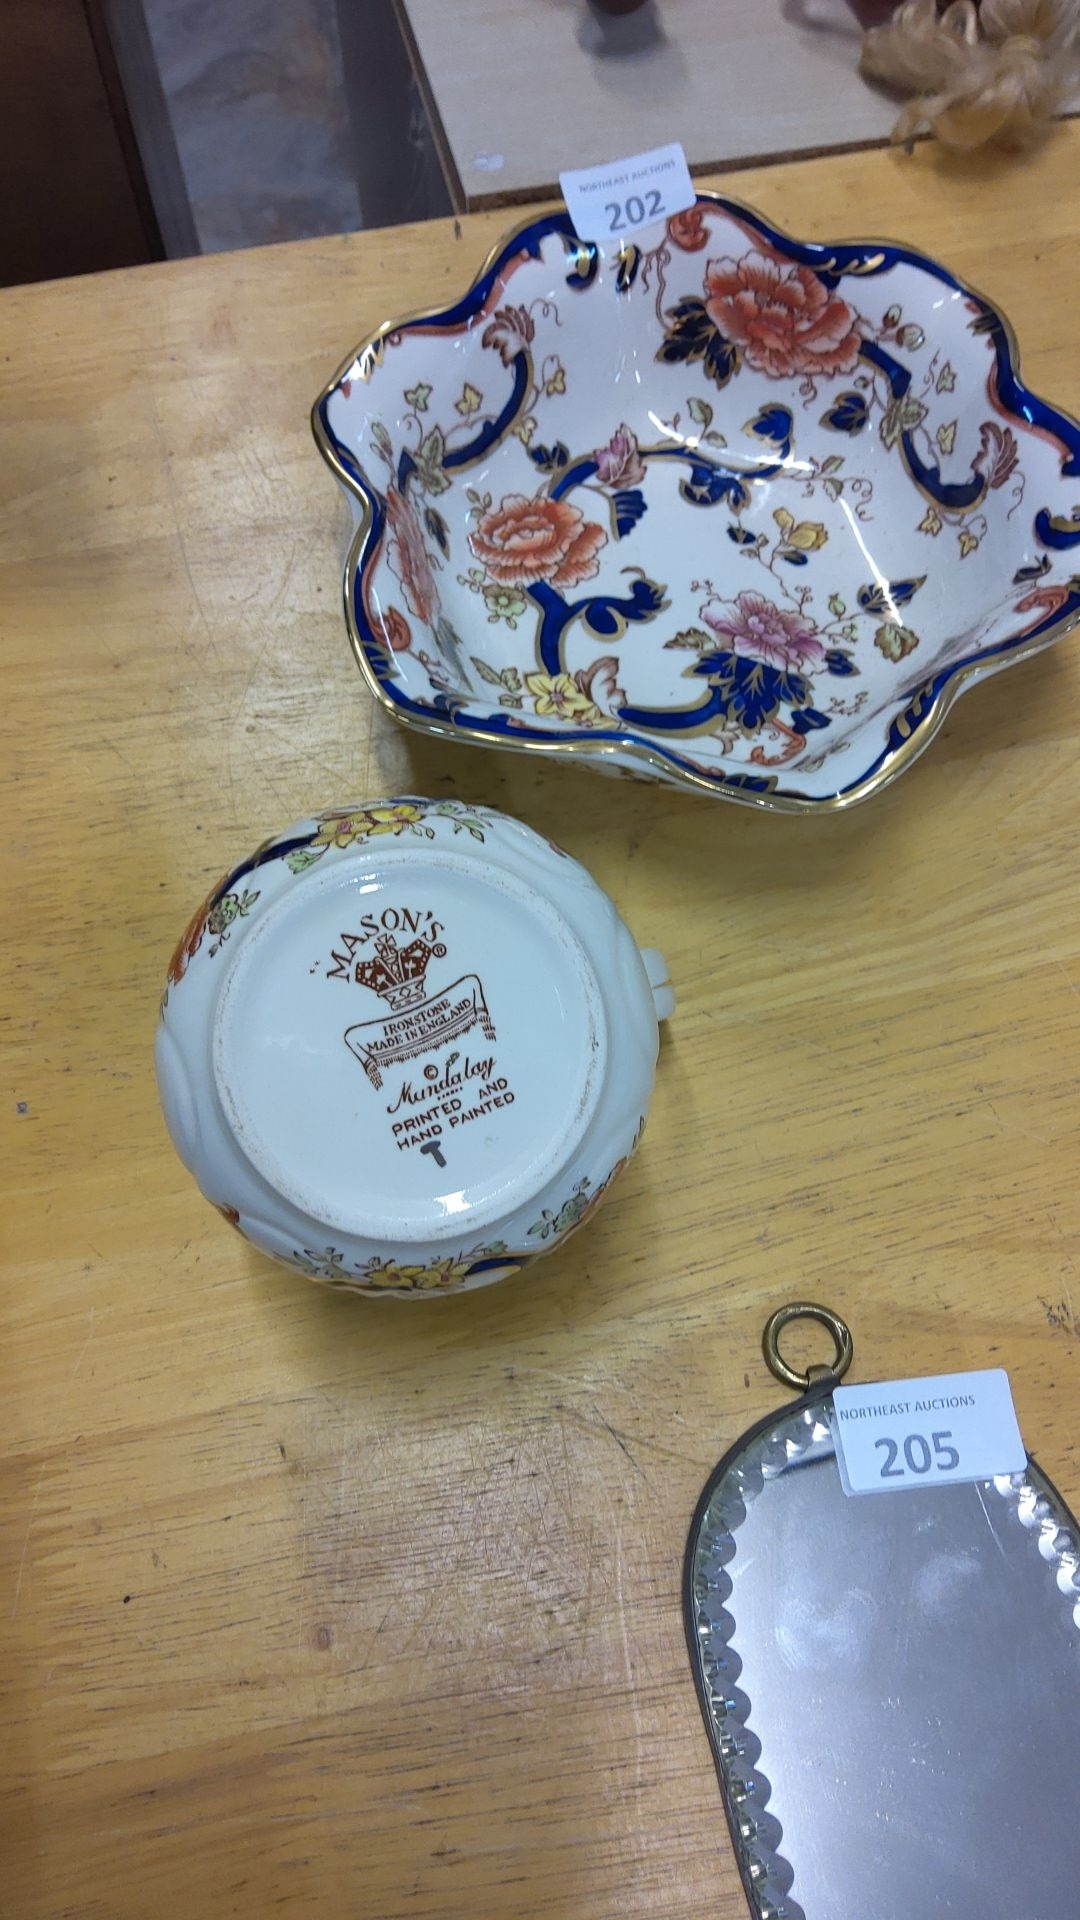 NORTHEAST AUCTIONS
202
MASON'S
®
IRONSTONE
MADE IN ENGLAND
©
Mandalay
PRINTED AND
HAND PAINTED
T
NORTHEAST AUCTIONS
205